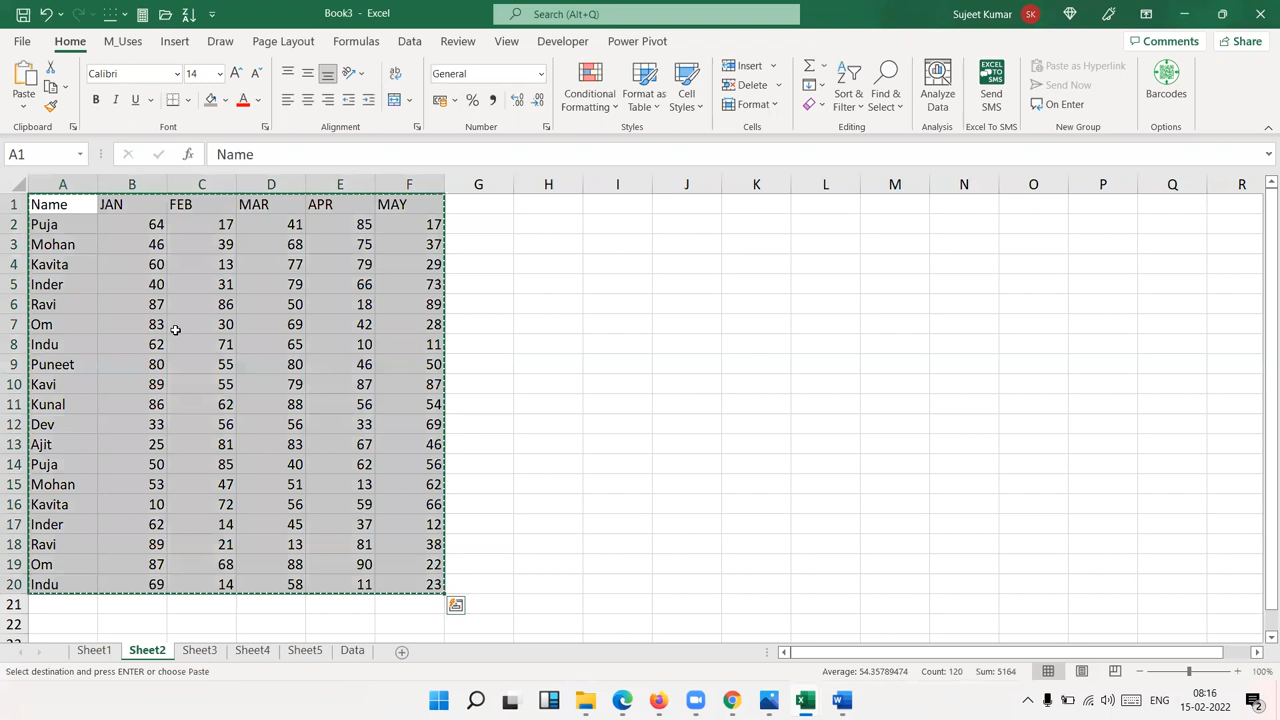 Book3 - Excel
Search (Alt+Q)
Sujeet Kumar
SK
File Home M_Uses Insert Draw Page Layout Formulas Data Review View Developer Power Pivot
Comments
Share
Paste
Clipboard
Calibri 14
B I U
Font
Alignment
General
Number
Conditional Formatting
Format as Table
Cell Styles
Styles
Insert
Delete
Format
Cells
Sort & Filter
Find & Select
Editing
Analyze Data
Analysis
EXCEL TO SMS
Send SMS
Excel To SMS
Paste as Hyperlink
Send Now
On Enter
New Group
Barcodes
Options
A1 Name
A B C D E F G H I J K L M N O P Q R
1 Name JAN FEB MAR APR MAY
2 Puja 64 17 41 85 17
3 Mohan 46 39 68 75 37
4 Kavita 60 13 77 79 29
5 Inder 40 31 79 66 73
6 Ravi 87 86 50 18 89
7 Om 83 30 69 42 28
8 Indu 62 71 65 10 11
9 Puneet 80 55 80 46 50
10 Kavi 89 55 79 87 87
11 Kunal 86 62 88 56 54
12 Dev 33 56 56 33 69
13 Ajit 25 81 83 67 46
14 Puja 50 85 40 62 56
15 Mohan 53 47 51 13 62
16 Kavita 10 72 56 59 66
17 Inder 62 14 45 37 12
18 Ravi 89 21 13 81 38
19 Om 87 68 88 90 22
20 Indu 69 14 58 11 23
21
22
Sheet1 Sheet2 Sheet3 Sheet4 Sheet5 Data
Select destination and press ENTER or choose Paste
Average: 54.35789474 Count: 120 Sum: 5164
100%
ENG
08:16
15-02-2022
2